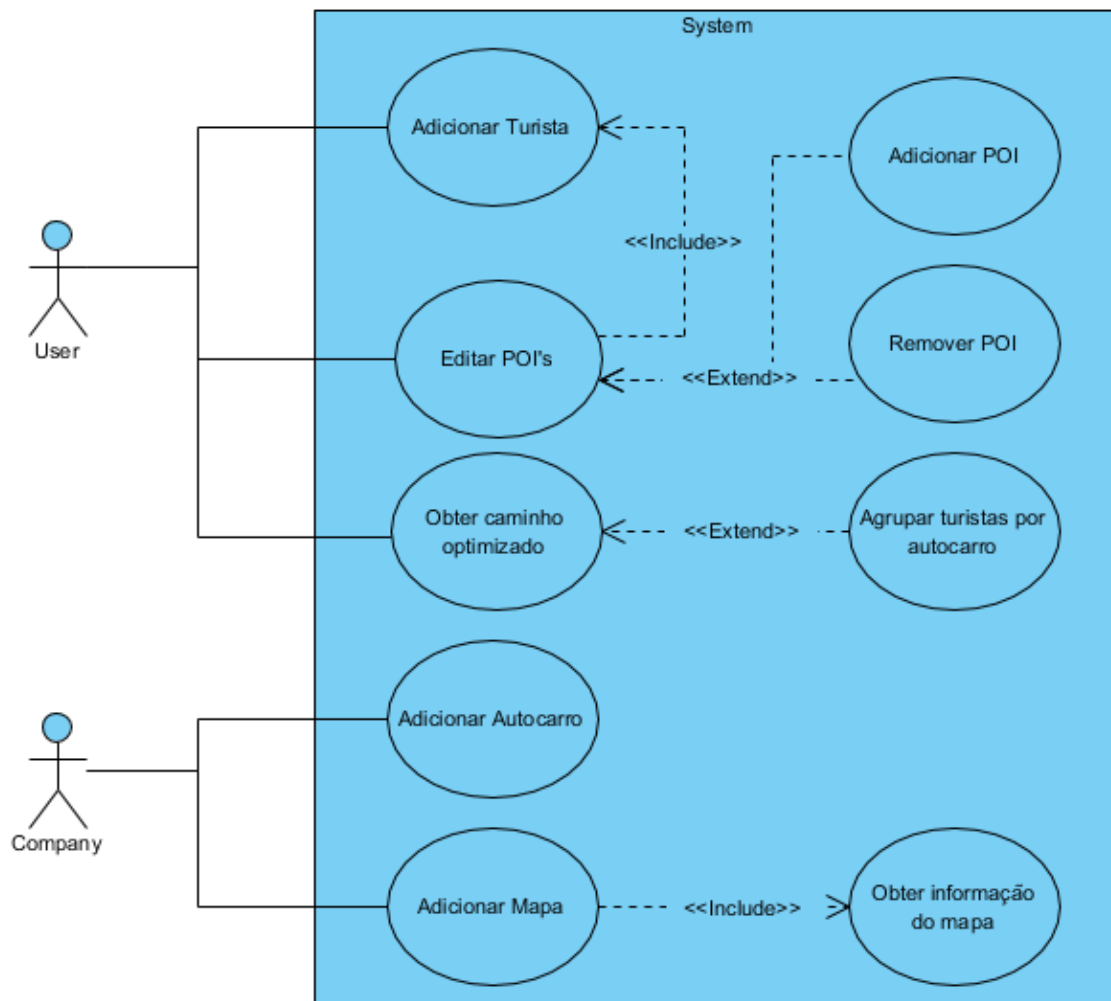 System
Adicionar Turista
Adicionar POI
<<Include>>
User
Editar POI's
Remover POI
<<Extend>>
Obter caminho
optimizado
<<Extend>>
Agrupar turistas por
autocarro
Adicionar Autocarro
Company
Adicionar Mapa
<<Include>>
Obter informação
do mapa